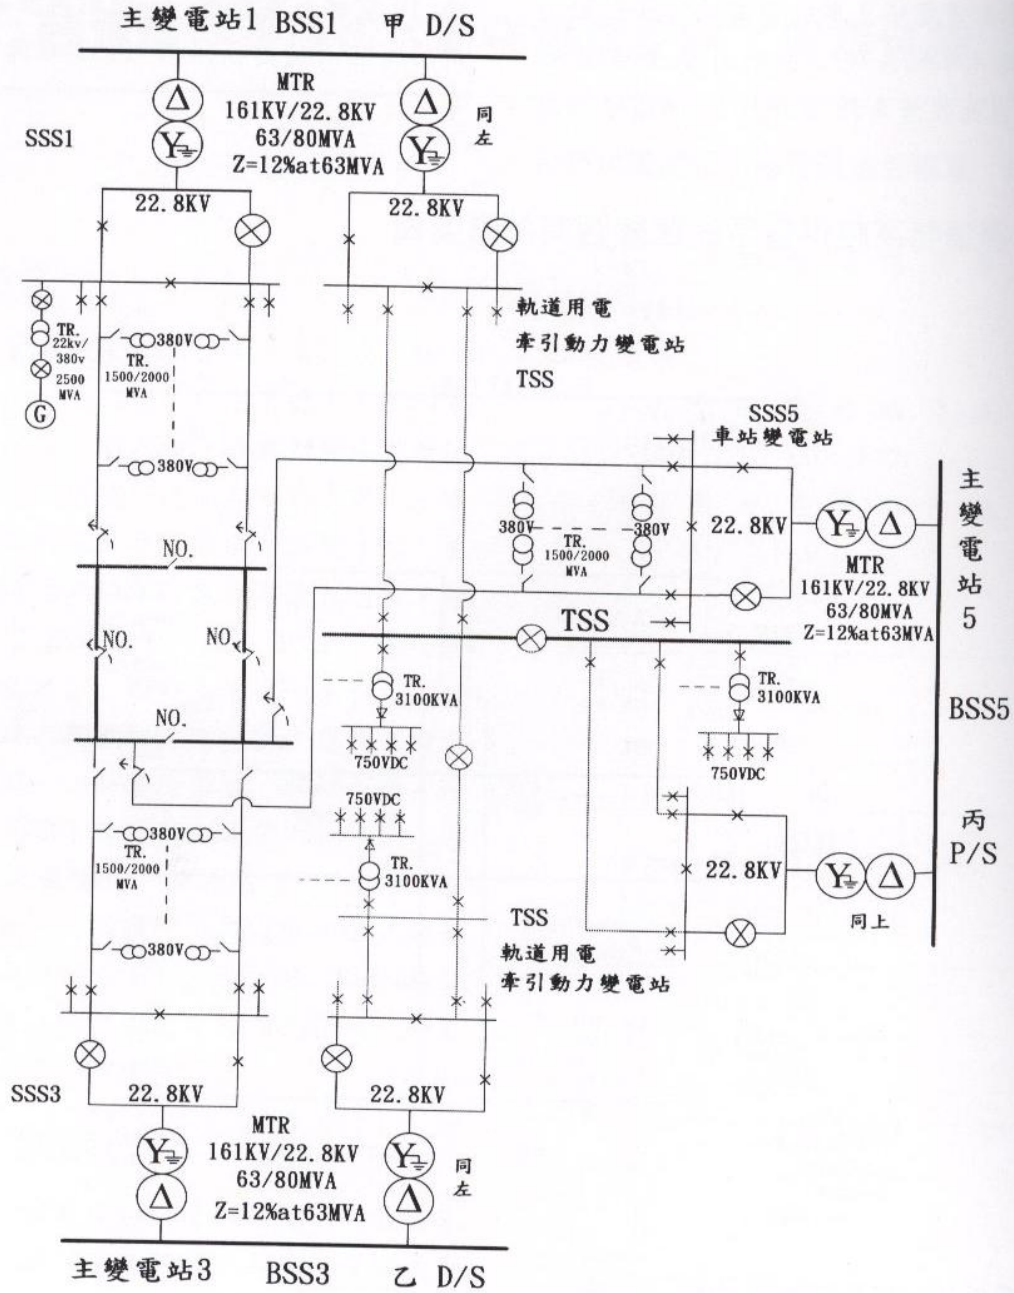 主變電站1 BSS1 甲 D/S
MTR
161KV/22.8KV
63/80MVA
Z=12%at63MVA
同左
SSS1
22.8KV
22.8KV
軌道用電
牽引動力變電站
TSS
TR.
22kv/
380v
2500
MVA
G
380V
TR.
1500/2000
MVA
380V
SSS5
車站變電站
380V
380V
TR.
1500/2000
MVA
22.8KV
MTR
161KV/22.8KV
63/80MVA
Z=12%at63MVA
主變電站5
BSS5
丙
P/S
NO.
NO.
NO.
NO.
TSS
TR.
3100KVA
750VDC
TR.
3100KVA
750VDC
750VDC
TR.
3100KVA
22.8KV
同上
380V
TR.
1500/2000
MVA
380V
TSS
軌道用電
牽引動力變電站
SSS3
22.8KV
22.8KV
MTR
161KV/22.8KV
63/80MVA
Z=12%at63MVA
同左
主變電站3 BSS3 乙 D/S
Y Δ
Y Δ
Y Δ
Y Δ
Y Δ
Y Δ